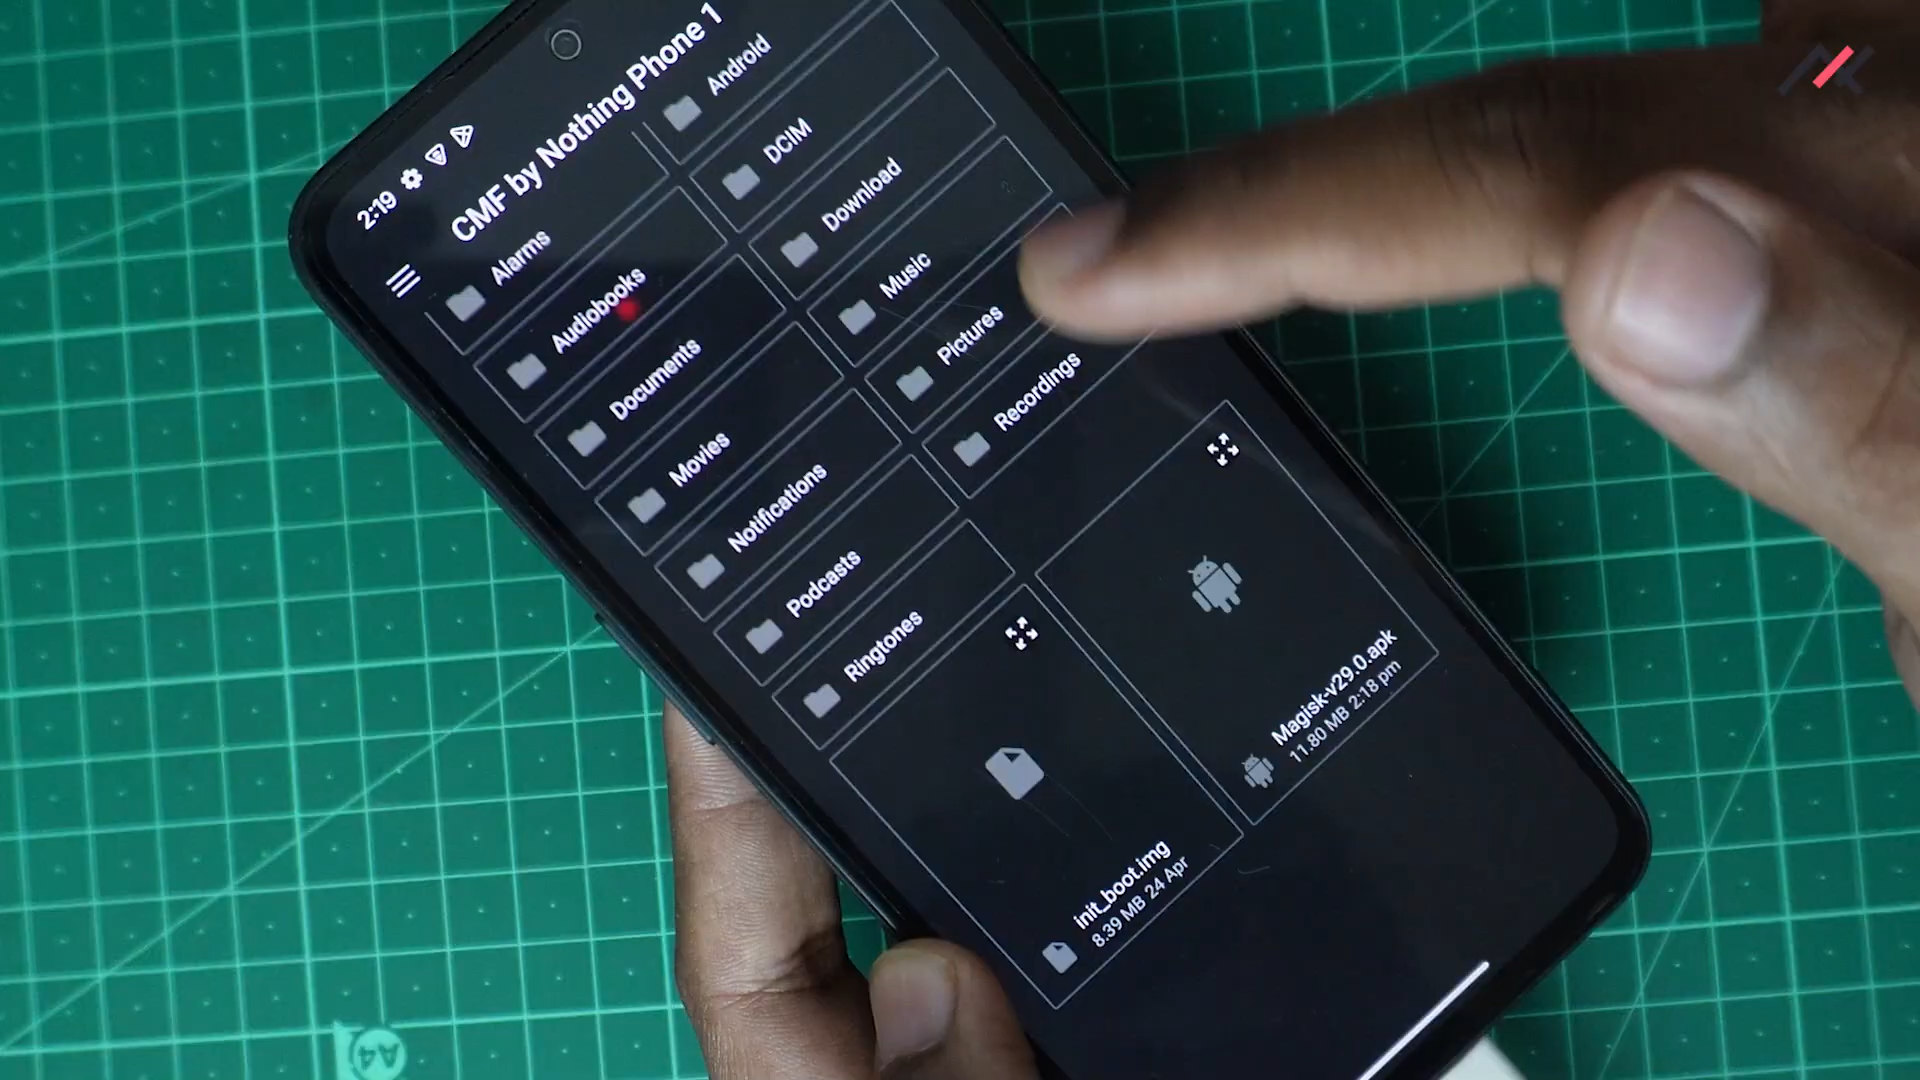 2:19
CMF by Nothing Phone 1
Alarms
Android
Audiobooks
DCIM
Documents
Download
Movies
Music
Notifications
Pictures
Podcasts
Recordings
Ringtones
init_boot.img
8.39 MB 24 Apr
Magisk-v29.0.apk
11.80 MB 2:18 pm
A4